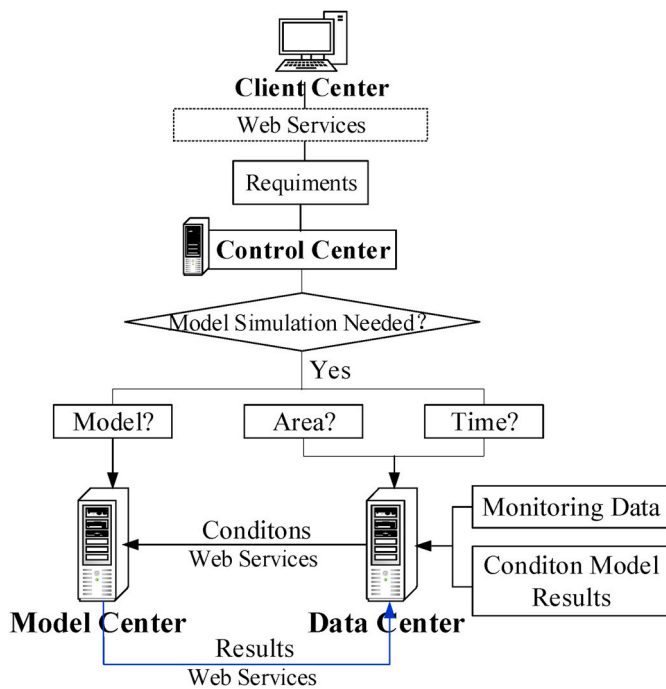 Client Center
Web Services
Requiments
Control Center
Model Simulation Needed?
Yes
Model?
Area?
Time?
Conditons
Web Services
Monitoring Data
Conditon Model
Results
Model Center
Data Center
Results
Web Services